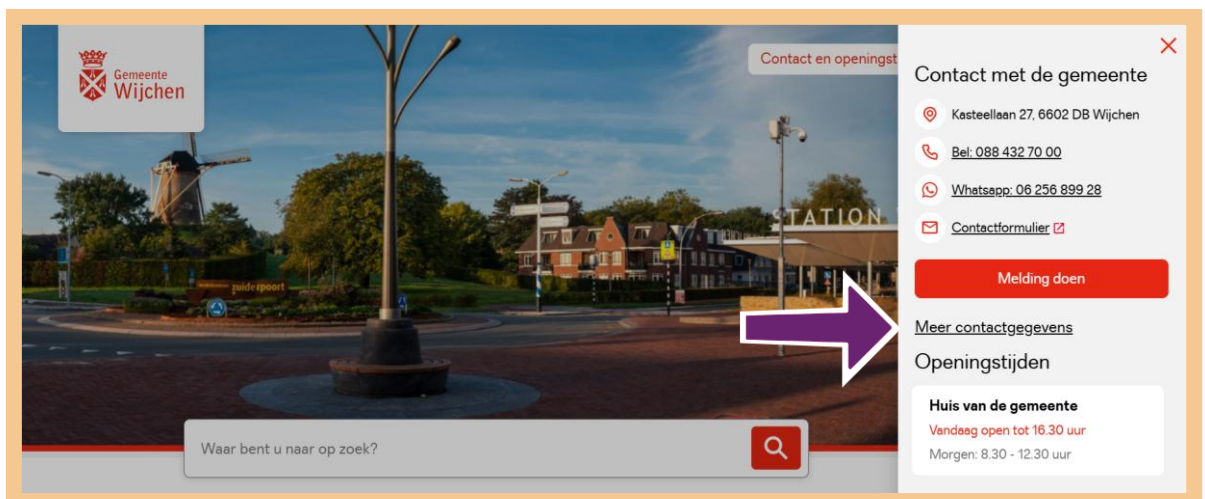 Gemeente
Wijchen
Contact en openingst
STATION
zuiderpoort
Waar bent u naar op zoek?
Contact met de gemeente
Kasteellaan 27, 6602 DB Wijchen
Bel: 088 432 70 00
Whatsapp: 06 256 899 28
Contactformulier
Melding doen
Meer contactgegevens
Openingstijden
Huis van de gemeente
Vandaag open tot 16.30 uur
Morgen: 8.30 - 12.30 uur